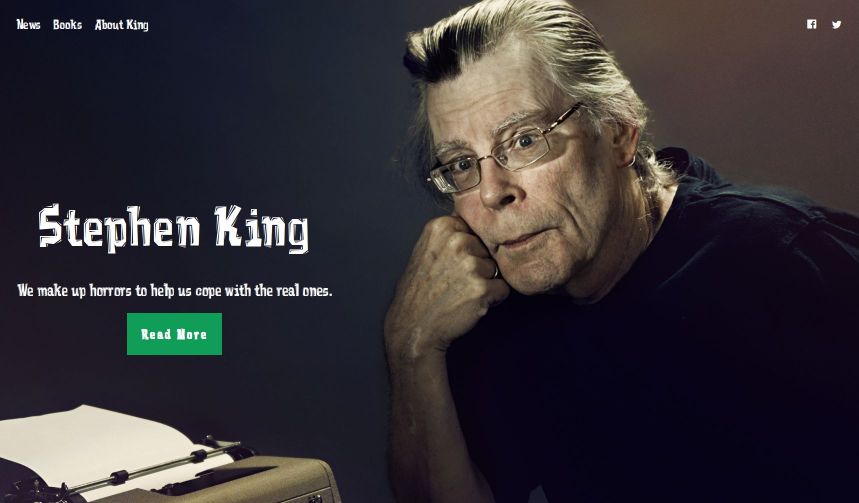 News Books About King
Stephen King
We make up horrors to help us cope with the real ones.
Read More